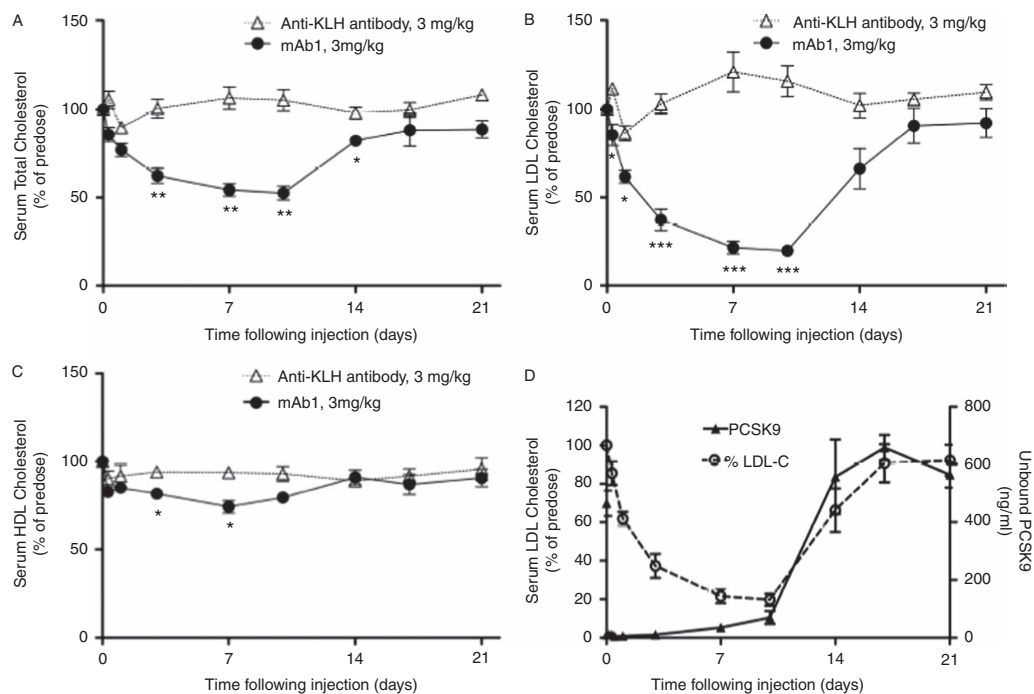 A
Anti-KLH antibody, 3 mg/kg
mAb1, 3mg/kg
Serum Total Cholesterol
(% of predose)
150
100
50
0
**
**
**
*
0 7 14 21
Time following injection (days)
B
Anti-KLH antibody, 3 mg/kg
mAb1, 3mg/kg
Serum LDL Cholesterol
(% of predose)
150
100
50
0
*
*
***
***
***
0 7 14 21
Time following injection (days)
C
Anti-KLH antibody, 3 mg/kg
mAb1, 3mg/kg
Serum HDL Cholesterol
(% of predose)
150
100
50
0
*
*
0 7 14 21
Time following injection (days)
D
PCSK9
% LDL-C
Serum LDL Cholesterol
(% of predose)
120
100
80
60
40
20
0
800
600
400
200
0
Unbound PCSK9
(ng/ml)
0 7 14 21
Time following injection (days)